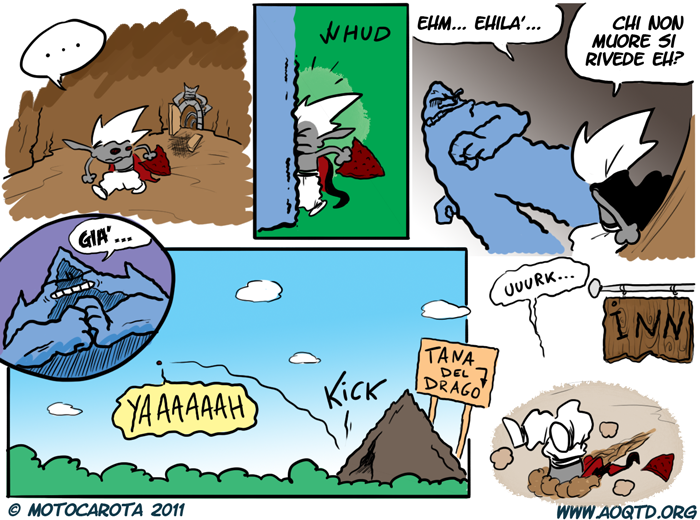 ...
WHUD
EHM... EHILA'...
CHI NON
MUORE SI
RIVEDE EH?
GIA'...
YAAAAAAH
KiCK
TANA
DEL
DRAGO
UUURK...
iNN
© MOTOCAROTA 2011
WWW.AOQTD.ORG